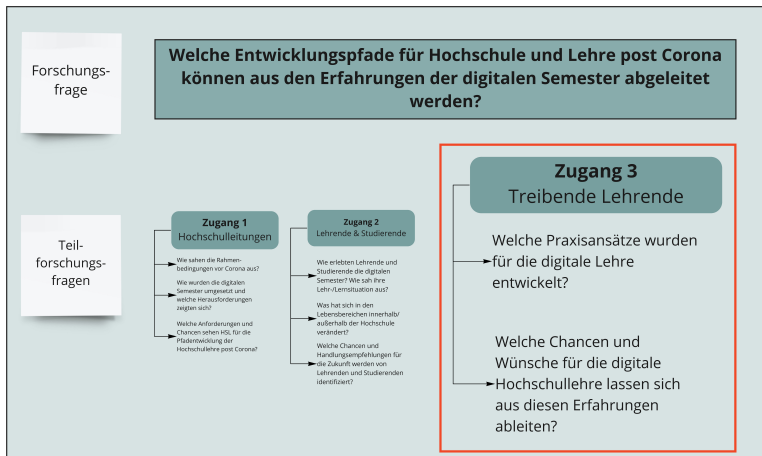 Forschungs-
frage
Welche Entwicklungspfade für Hochschule und Lehre post Corona
können aus den Erfahrungen der digitalen Semester abgeleitet
werden?
Teil-
forschungs-
fragen
Zugang 1
Hochschulleitungen
Wie sahen die Rahmen-
bedingungen vor Corona aus?
Wie wurden die digitalen
Semester umgesetzt und
welche Herausforderungen
zeigten sich?
Welche Anforderungen und
Chancen sehen HSL für die
Pfadentwicklung der
Hochschullehre post Corona?
Zugang 2
Lehrende & Studierende
Wie erlebten Lehrende und
Studierende die digitalen
Semester? Wie sah ihre
Lehr-/Lernsituation aus?
Was hat sich in den
Lebensbereichen innerhalb/
außerhalb der Hochschule
verändert?
Welche Chancen und
Handlungsempfehlungen für
die Zukunft werden von
Lehrenden und Studierenden
identifiziert?
Zugang 3
Treibende Lehrende
Welche Praxisansätze wurden
für die digitale Lehre
entwickelt?
Welche Chancen und
Wünsche für die digitale
Hochschullehre lassen sich
aus diesen Erfahrungen
ableiten?